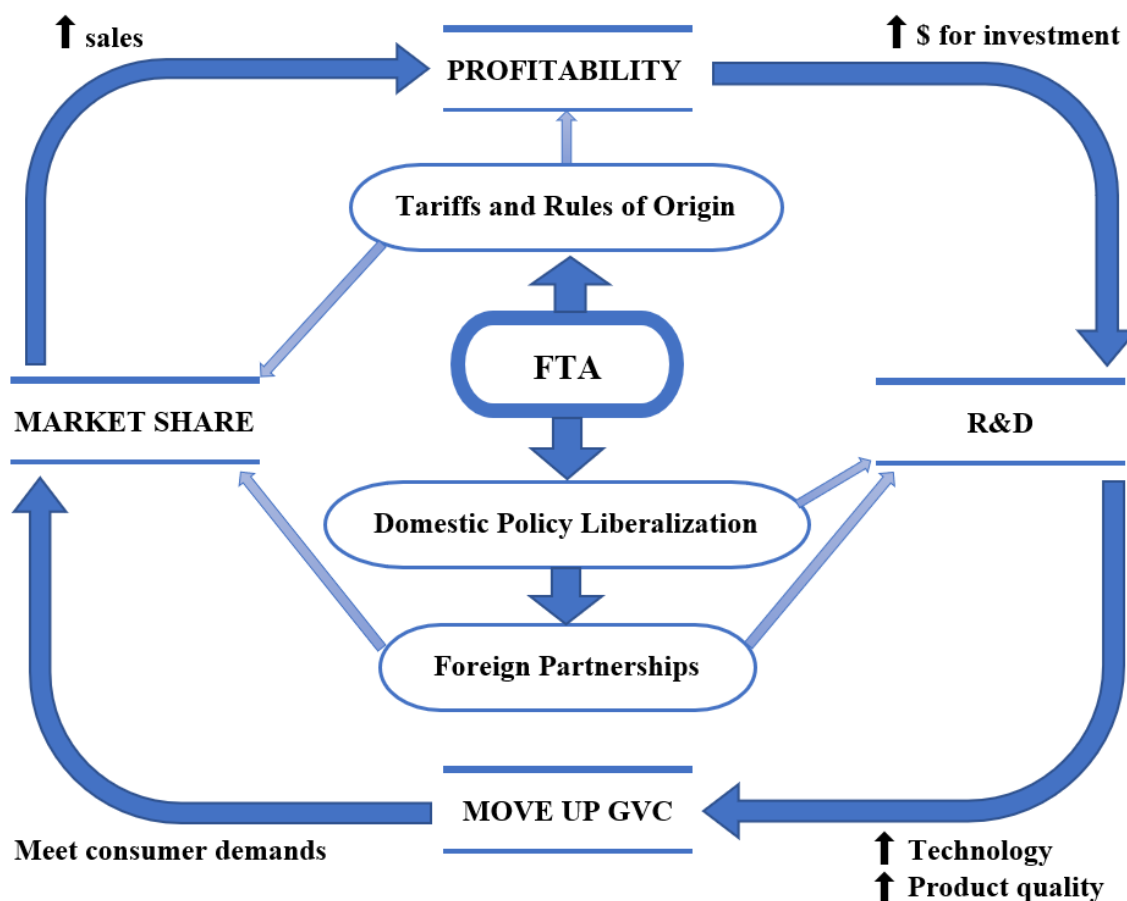 ⬆ sales
⬆ $ for investment
PROFITABILITY
Tariffs and Rules of Origin
FTA
MARKET SHARE
R&D
Domestic Policy Liberalization
Foreign Partnerships
MOVE UP GVC
Meet consumer demands
⬆ Technology
⬆ Product quality